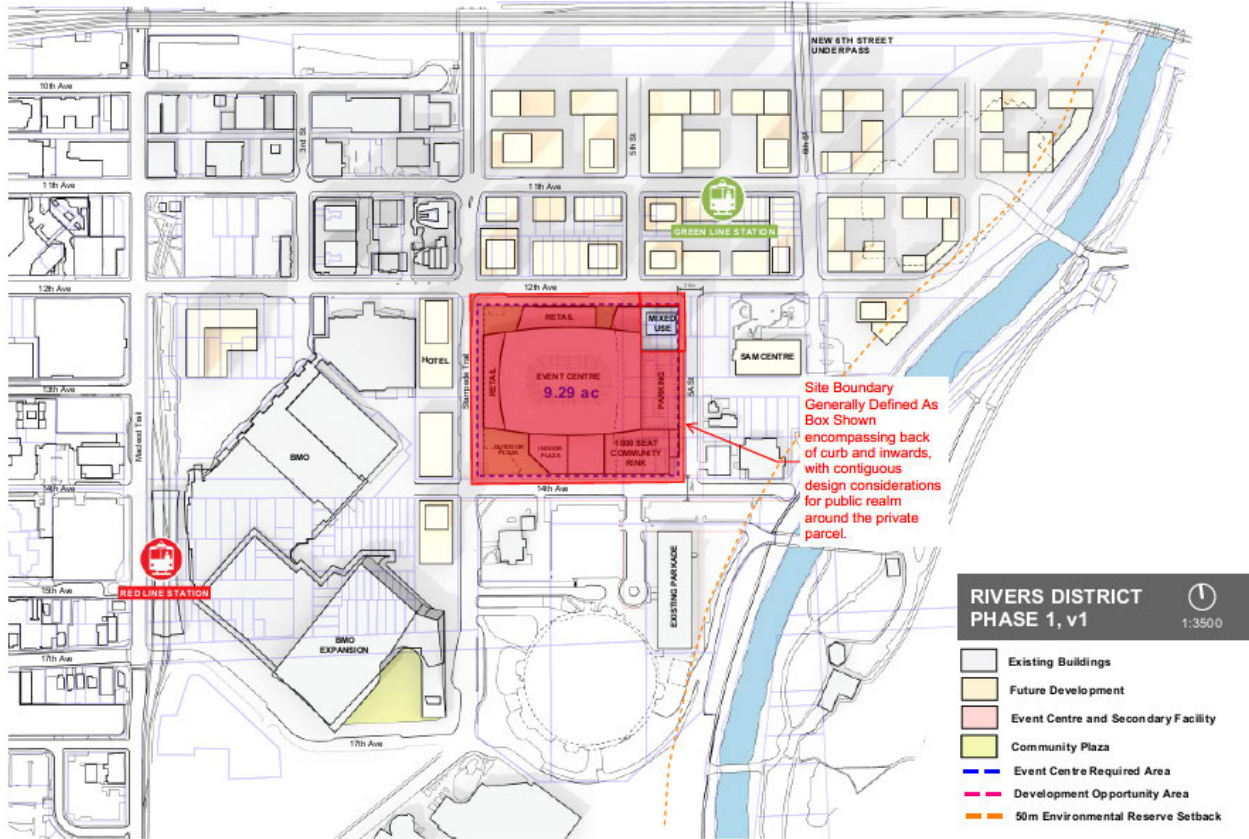 NEW 6TH STREET
UNDERPASS
10th Ave
3rd St
5th St
6th St
11th Ave
11th Ave
GREEN LINE STATION
12th Ave
12th Ave
RETAIL
MIXED
USE
HOTEL
Stampede Trail
RETAIL
EVENT CENTRE
9.29 ac
PARKING
5A St
SAM CENTRE
13th Ave
Macleod Trail
Site Boundary
Generally Defined As
Box Shown
encompassing back
of curb and inwards,
with contiguous
design considerations
for public realm
around the private
parcel.
OUTDOOR
PLAZA
INDOOR
PLAZA
1000 SEAT
COMMUNITY
RINK
BMO
14th Ave
14th Ave
RED LINE STATION
15th Ave
EXISTING PARKADE
BMO
EXPANSION
17th Ave
17th Ave
RIVERS DISTRICT
PHASE 1, v1
1:3500
Existing Buildings
Future Development
Event Centre and Secondary Facility
Community Plaza
Event Centre Required Area
Development Opportunity Area
50m Environmental Reserve Setback